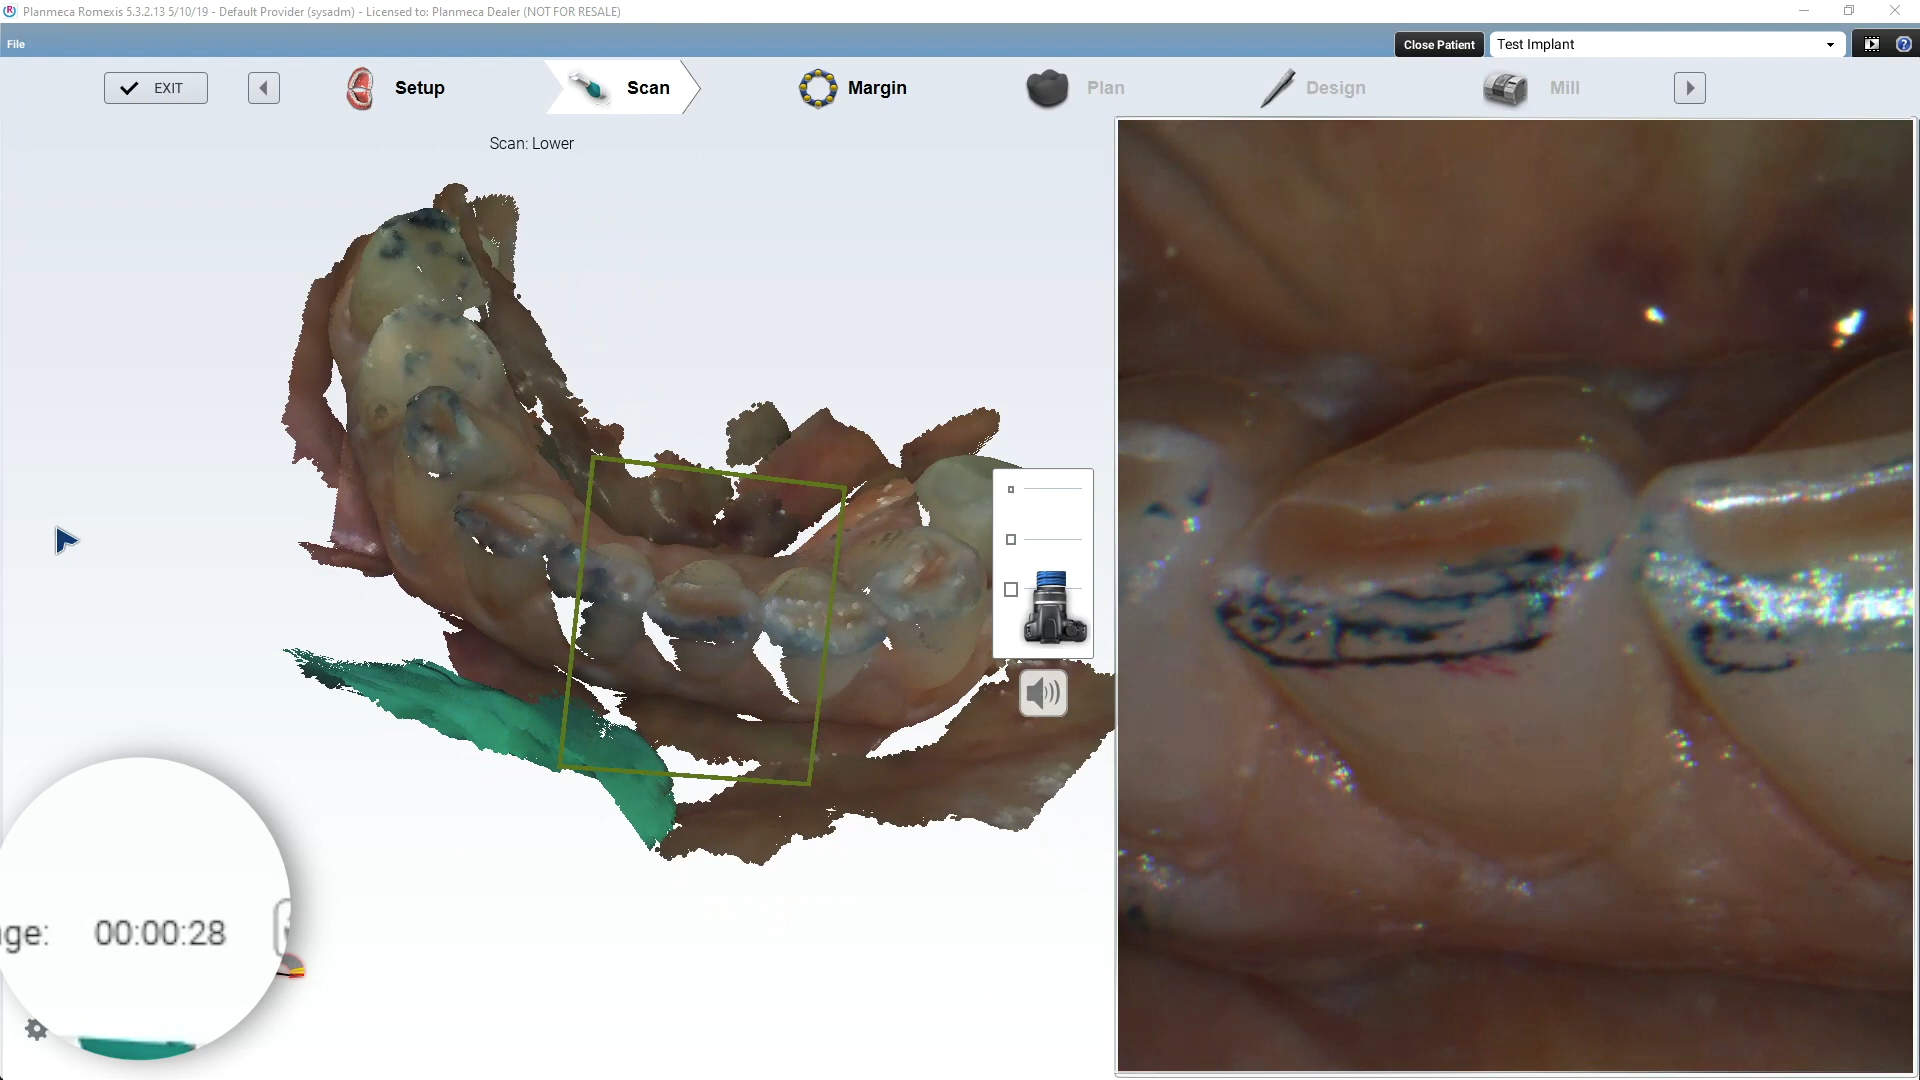 Planmeca Romexis 5.3.2.13 5/10/19 - Default Provider (sysadm) - Licensed to: Planmeca Dealer (NOT FOR RESALE)
File
Close Patient
Test Implant
EXIT
Setup
Scan
Margin
Plan
Design
Mill
Scan: Lower
ge: 00:00:28